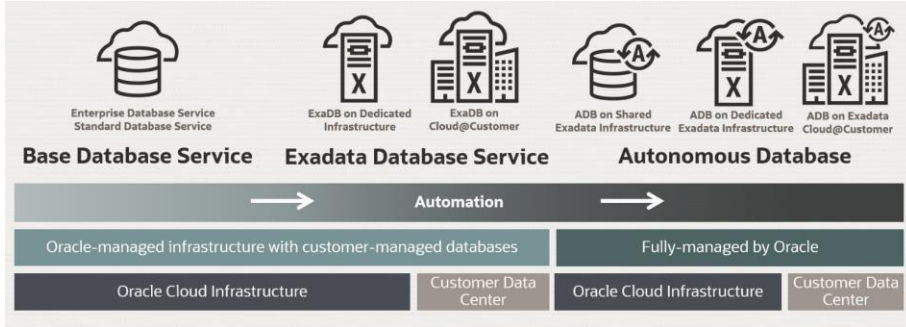 Enterprise Database Service
Standard Database Service
Base Database Service
X
ExaDB on Dedicated
Infrastructure
X
ExaDB on
Cloud@Customer
Exadata Database Service
A
ADB on Shared
Exadata Infrastructure
A
X
ADB on Dedicated
Exadata Infrastructure
A
X
ADB on Exadata
Cloud@Customer
Autonomous Database
Automation
Oracle-managed infrastructure with customer-managed databases
Fully-managed by Oracle
Oracle Cloud Infrastructure
Customer Data
Center
Oracle Cloud Infrastructure
Customer Data
Center